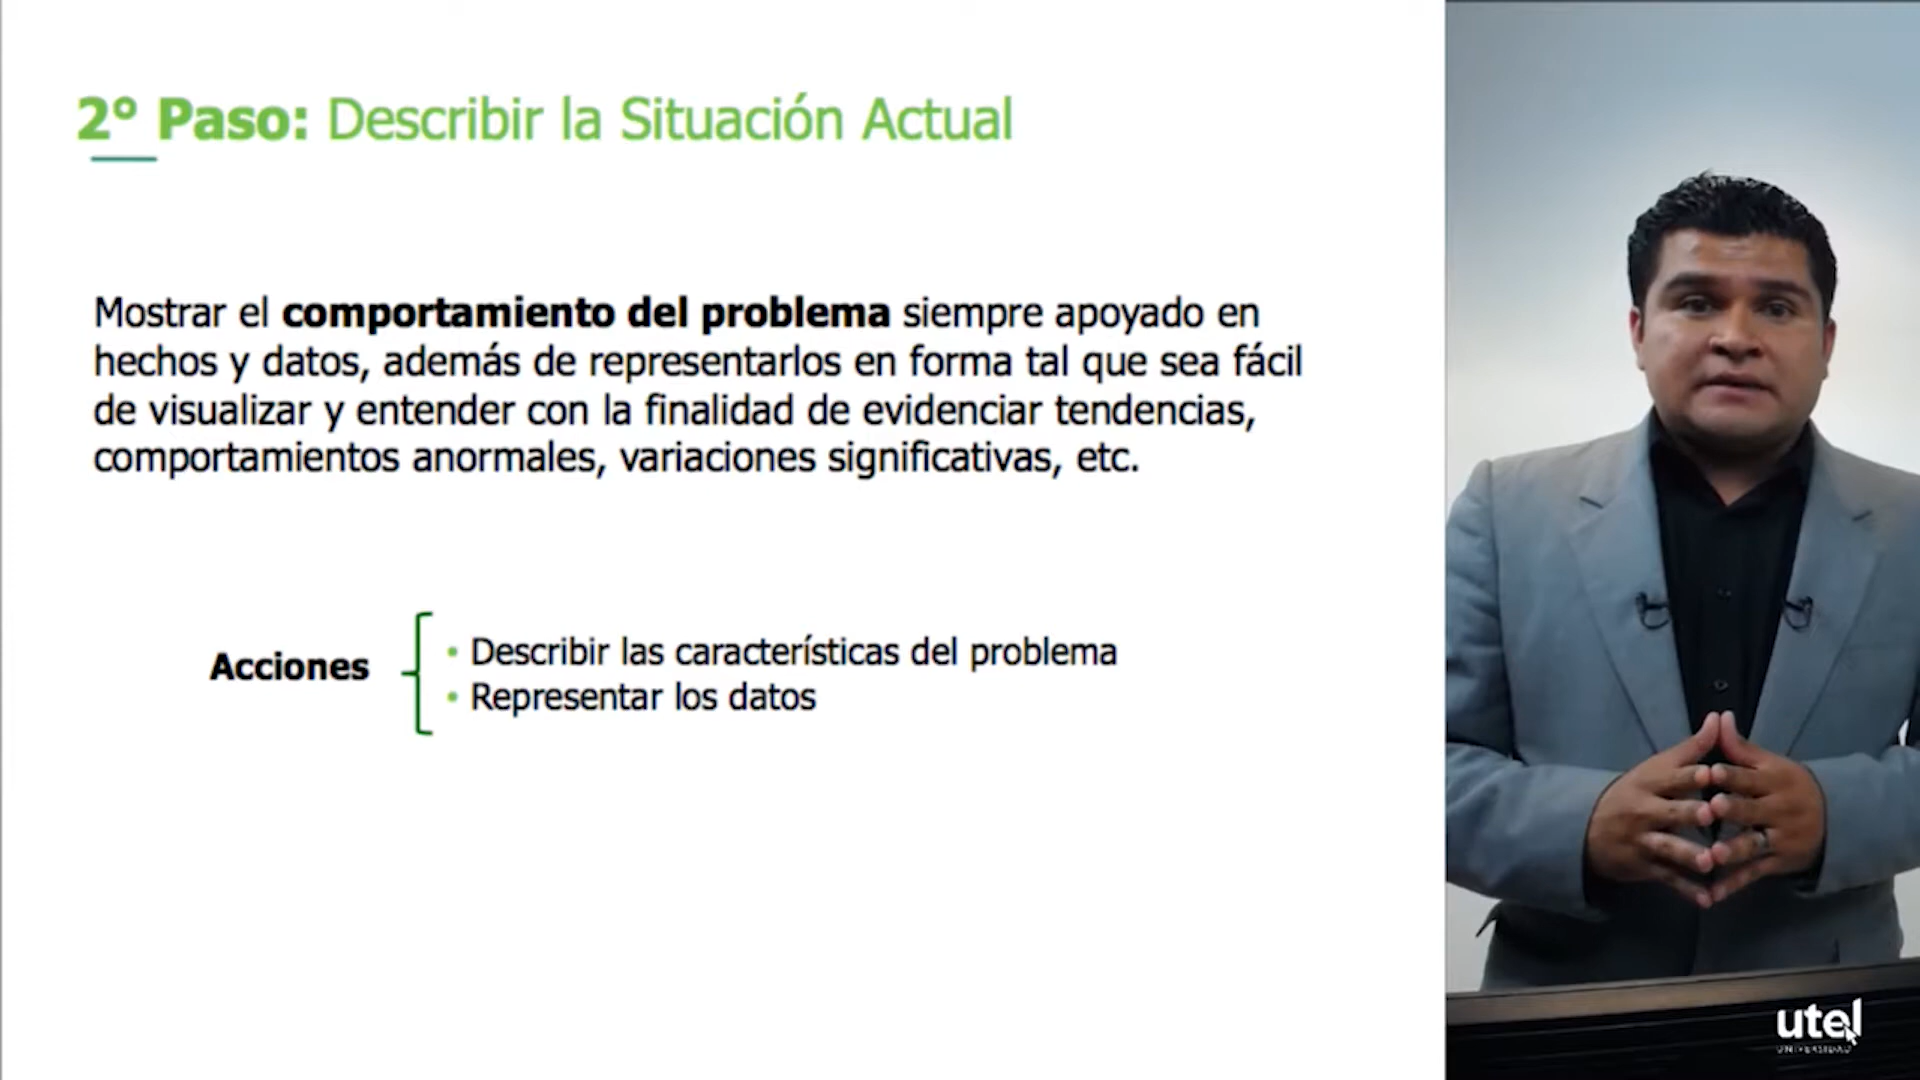 2° Paso: Describir la Situación Actual
Mostrar el comportamiento del problema siempre apoyado en
hechos y datos, además de representarlos en forma tal que sea fácil
de visualizar y entender con la finalidad de evidenciar tendencias,
comportamientos anormales, variaciones significativas, etc.
Acciones
• Describir las características del problema
• Representar los datos
utel
UNIVERSIDAD